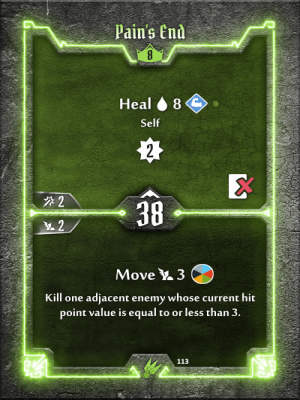 Pain's End
8
Heal 8
Self
2
2
38
2
Move 3
Kill one adjacent enemy whose current hit
point value is equal to or less than 3.
113